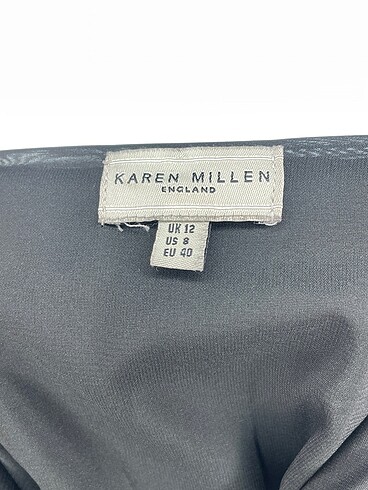 KAREN MILLEN
ENGLAND
UK 12
US 8
EU 40